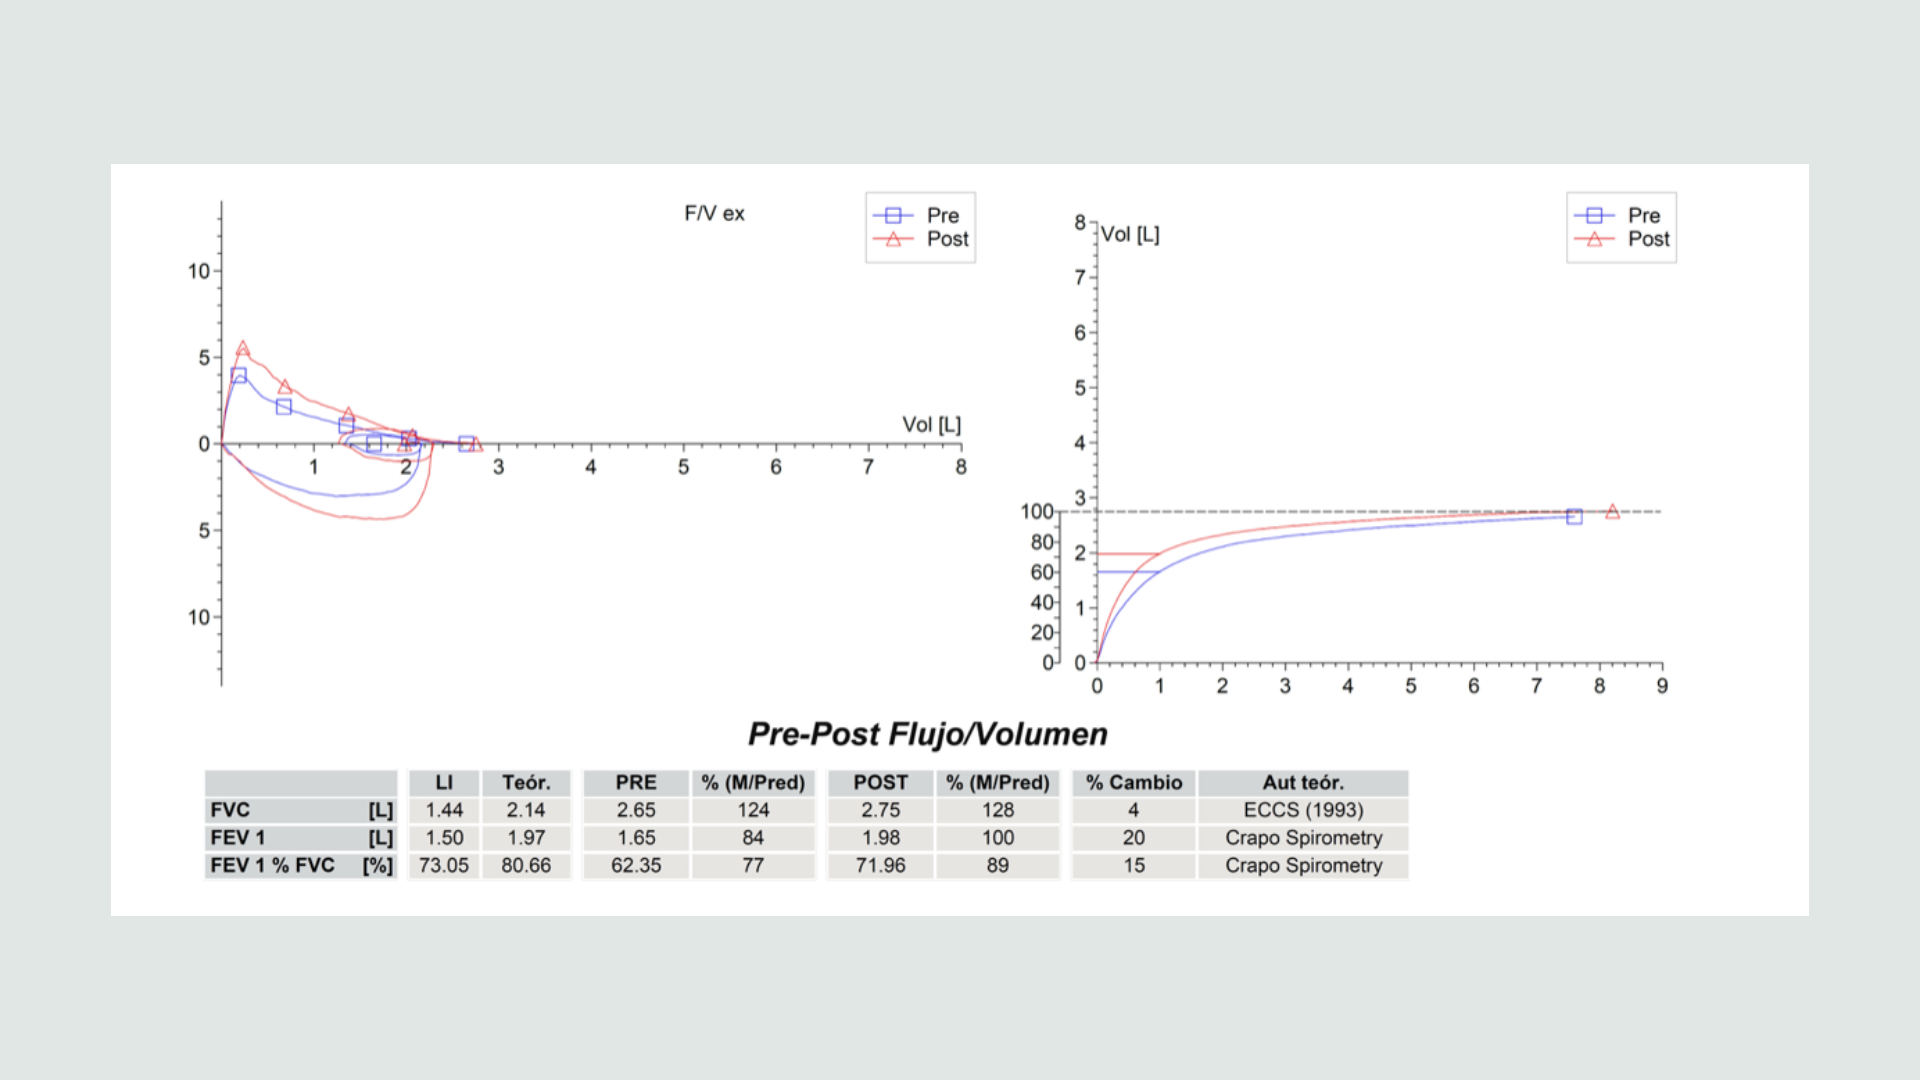 F/V ex
Pre
Post
10
5
0
5
10
Vol [L]
1 2 3 4 5 6 7 8
Vol [L]
Pre
Post
8
7
6
5
4
3
2
1
0
100
80
60
40
20
0
0 1 2 3 4 5 6 7 8 9
Pre-Post Flujo/Volumen
LI Teór. PRE % (M/Pred) POST % (M/Pred) % Cambio Aut teór.
FVC [L] 1.44 2.14 2.65 124 2.75 128 4 ECCS (1993)
FEV 1 [L] 1.50 1.97 1.65 84 1.98 100 20 Crapo Spirometry
FEV 1 % FVC [%] 73.05 80.66 62.35 77 71.96 89 15 Crapo Spirometry